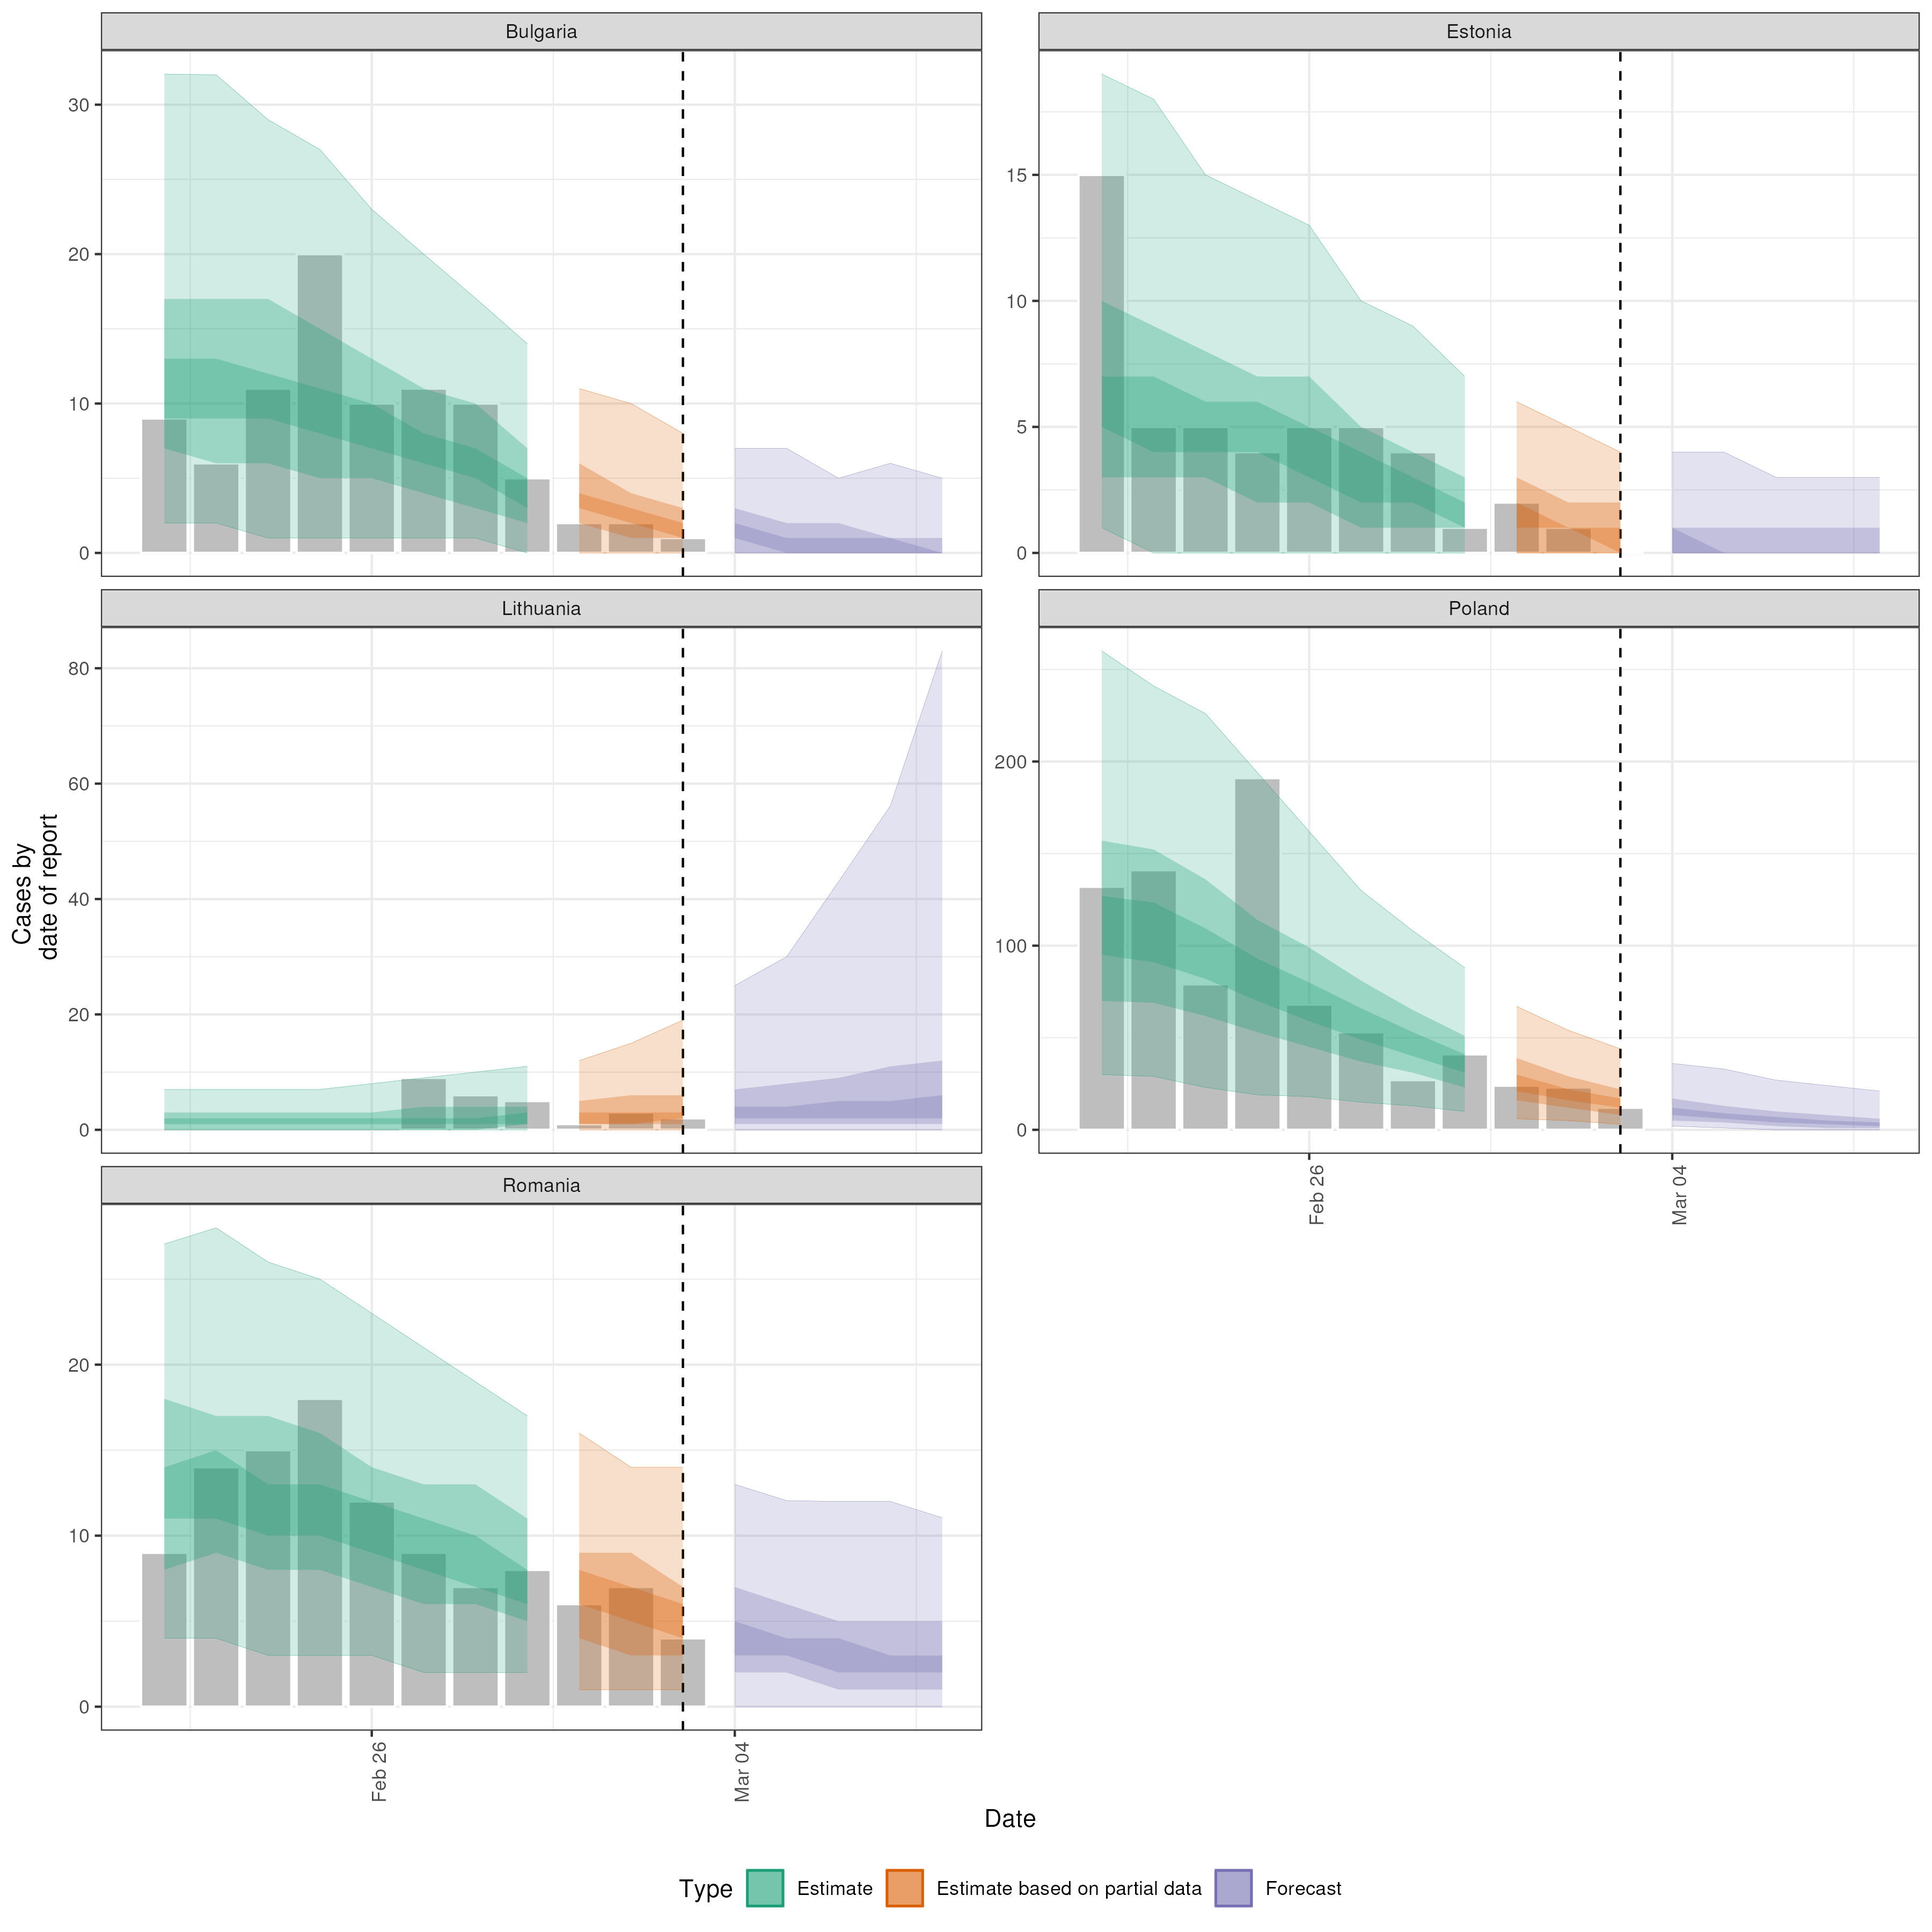 Bulgaria
Estonia
30
20
10
0
15
10
5
0
Lithuania
Poland
80
60
40
20
0
200
100
0
Cases by
date of report
Romania
20
10
0
Feb 26
Mar 04
Feb 26
Mar 04
Date
Type
Estimate
Estimate based on partial data
Forecast